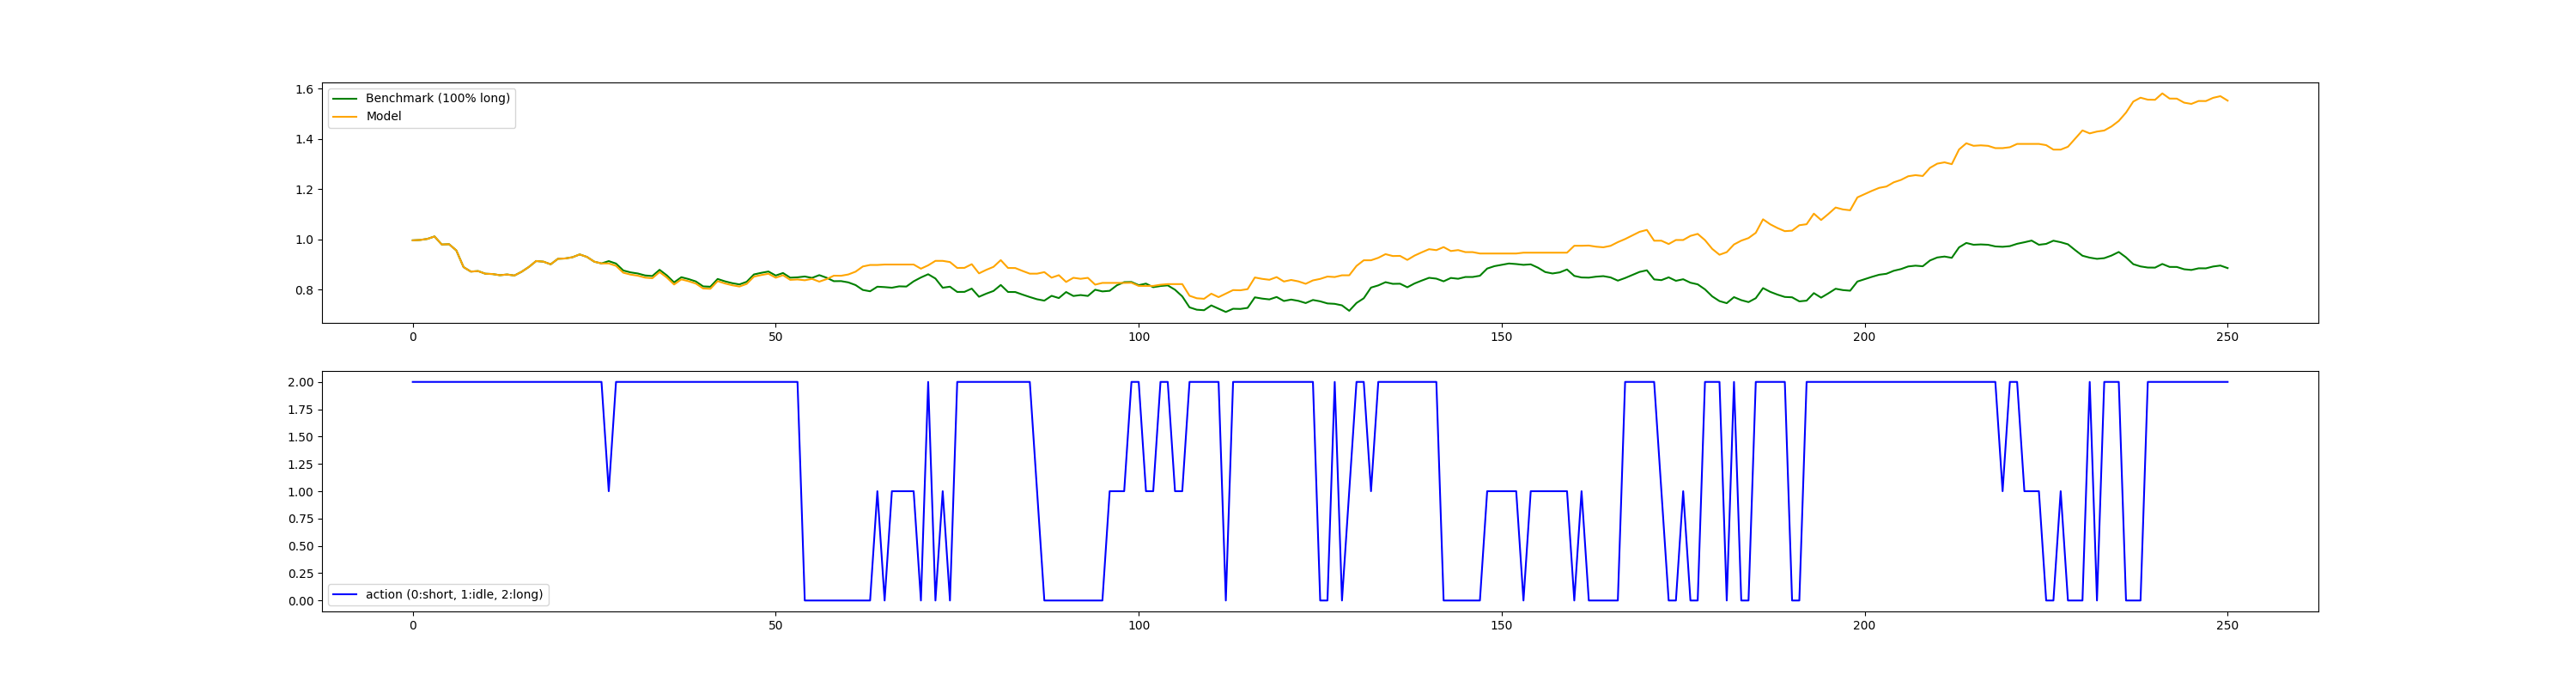 1.6
1.4
1.2
1.0
0.8
Benchmark (100% long)
Model
0 50 100 150 200 250
2.00
1.75
1.50
1.25
1.00
0.75
0.50
0.25
0.00
action (0:short, 1:idle, 2:long)
0 50 100 150 200 250